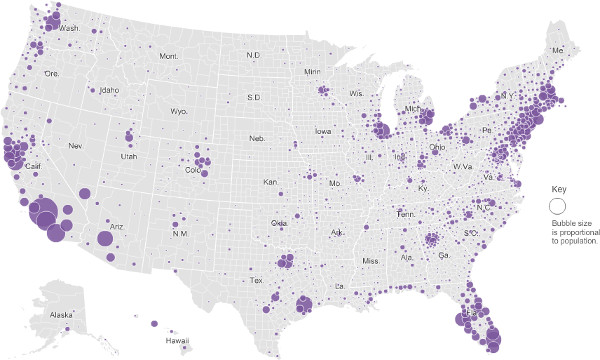 Wash.
Mont.
N.D.
Minn
Me.
Ore.
Idaho
Wis.
Mich.
N.Y.
S.D.
Wyo.
Iowa
Neb.
Ill.
Ind.
Ohio
Pe.
Nev.
Utah
Colo.
W.Va.
Va.
Calif.
Kan.
Mo.
Ky.
Key
Ariz.
N.M.
Okla.
Ark.
Tenn.
N.C.
S.C.
Bubble size
is proportional
to population.
Tex.
La.
Miss.
Ala.
Ga.
Alaska
Hawaii
Fla.